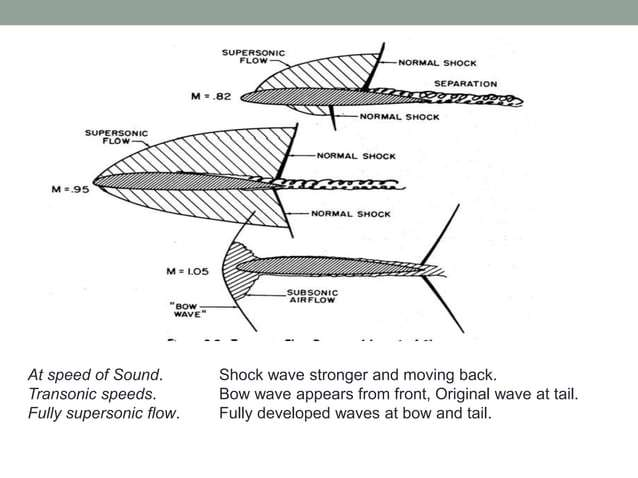 SUPERSONIC
FLOW
NORMAL SHOCK
SEPARATION
M = .82
NORMAL SHOCK
SUPERSONIC
FLOW
NORMAL SHOCK
M = .95
NORMAL SHOCK
M = 1.05
SUBSONIC
AIRFLOW
"BOW
WAVE"
At speed of Sound. Shock wave stronger and moving back.
Transonic speeds. Bow wave appears from front, Original wave at tail.
Fully supersonic flow. Fully developed waves at bow and tail.